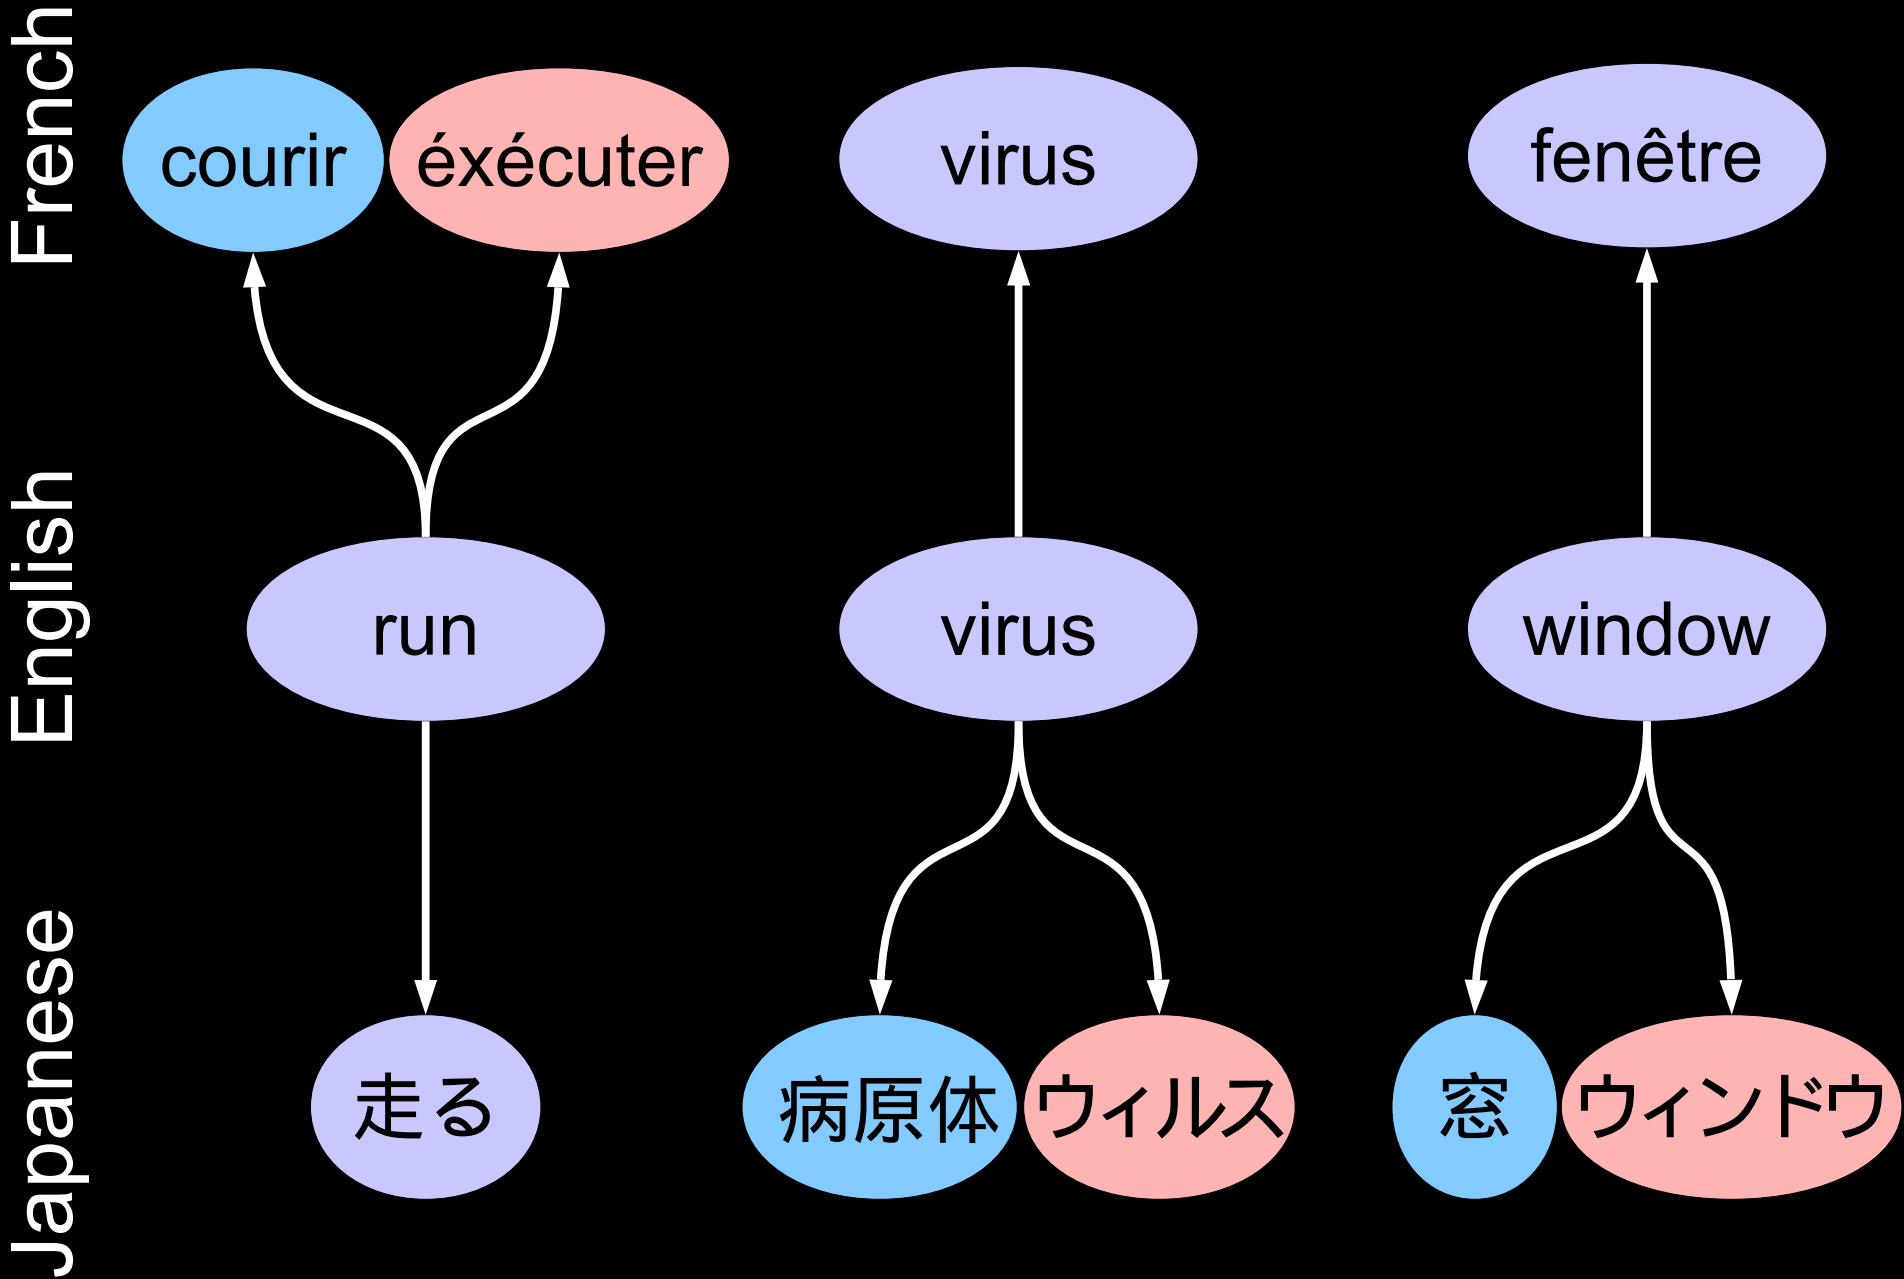 French
courir éxécuter virus fenêtre
English
run virus window
Japanese
走る 病原体 ウィルス 窓 ウィンドウ